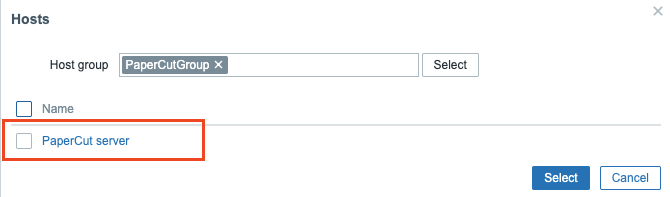 Hosts
Host group PaperCutGroup ✕ Select
Name
PaperCut server
Select Cancel